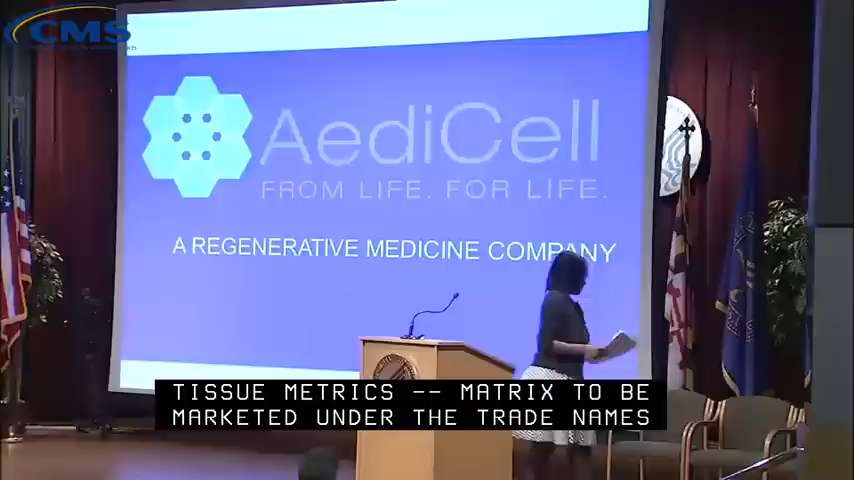 CMS
AediCell
FROM LIFE. FOR LIFE.
A REGENERATIVE MEDICINE COMPANY
TISSUE METRICS -- MATRIX TO BE
MARKETED UNDER THE TRADE NAMES